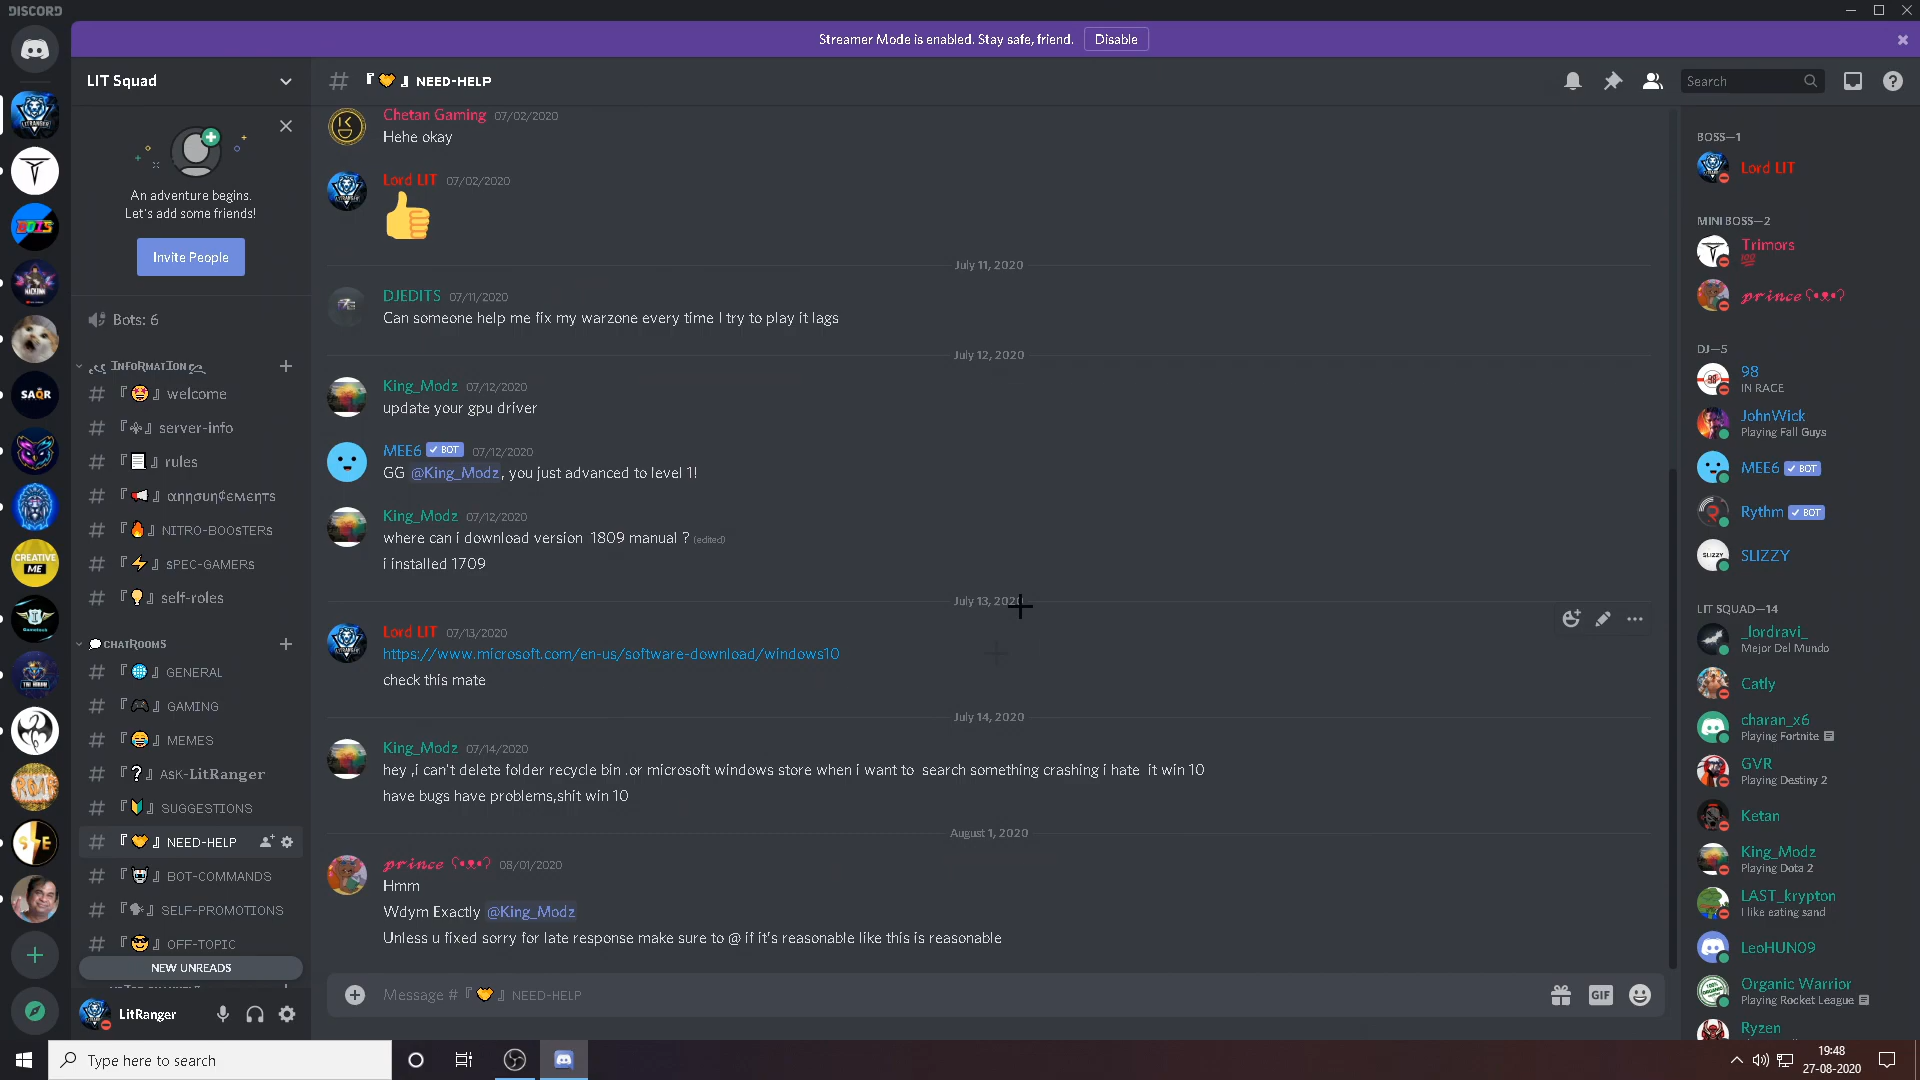 DISCORD
Streamer Mode is enabled. Stay safe, friend. Disable
LIT Squad
# 『🧡』NEED-HELP
Search
An adventure begins.
Let's add some friends!
Invite People
Bots: 6
INFORMATION
# 『🤩』 welcome
# 『⚜』 server-info
# 『📃』 rules
# 『📢』 αηησυη¢ємєηтѕ
# 『🔥』 NITRO-BOOsTERs
# 『⚡』 sPEC-GAMERs
# 『💡』 self-roles
CHATROOMS
# 『🌐』 GENERAL
# 『🎮』 GAMING
# 『😂』 MEMES
# 『❔』 AsK-LitRanger
# 『🔰』 SUGGESTIONS
# 『🧡』 NEED-HELP
# 『🤖』 BOT-COMMANDS
# 『🗣』 SELF-PROMOTIONS
# 『😎』 OFF-TOPIC
NEW UNREADS
LitRanger
Chetan Gaming 07/02/2020
Hehe okay
Lord LIT 07/02/2020
👍
July 11, 2020
DJEDITS 07/11/2020
Can someone help me fix my warzone every time I try to play it lags
July 12, 2020
King_Modz 07/12/2020
update your gpu driver
MEE6 ✓ BOT 07/12/2020
GG @King_Modz, you just advanced to level 1!
King_Modz 07/12/2020
where can i download version 1809 manual ? (edited)
i installed 1709
July 13, 2020
Lord LIT 07/13/2020
https://www.microsoft.com/en-us/software-download/windows10
check this mate
July 14, 2020
King_Modz 07/14/2020
hey ,i can't delete folder recycle bin .or microsoft windows store when i want to search something crashing i hate it win 10
have bugs have problems,shit win 10
August 1, 2020
𝓹𝓻𝓲𝓷𝓬𝓮 ʕ•ᴥ•ʔ 08/01/2020
Hmm
Wdym Exactly @King_Modz
Unless u fixed sorry for late response make sure to @ if it's reasonable like this is reasonable
Message #『🧡』NEED-HELP
GIF
BOSS—1
Lord LIT
MINI BOSS—2
Trimors
💯
𝓹𝓻𝓲𝓷𝓬𝓮 ʕ•ᴥ•ʔ
DJ—5
98
IN RACE
JohnWick
Playing Fall Guys
MEE6 ✓ BOT
Rythm ✓ BOT
SLIZZY
LIT SQUAD—14
_lordravi_
Mejor Del Mundo
Catly
charan_x6
Playing Fortnite
GVR
Playing Destiny 2
Ketan
King_Modz
Playing Dota 2
LAST_krypton
I like eating sand
LeoHUN09
Organic Warrior
Playing Rocket League
Ryzen
BOIS
SAQR
CREATIVE
ME
Type here to search
19:48
27-08-2020